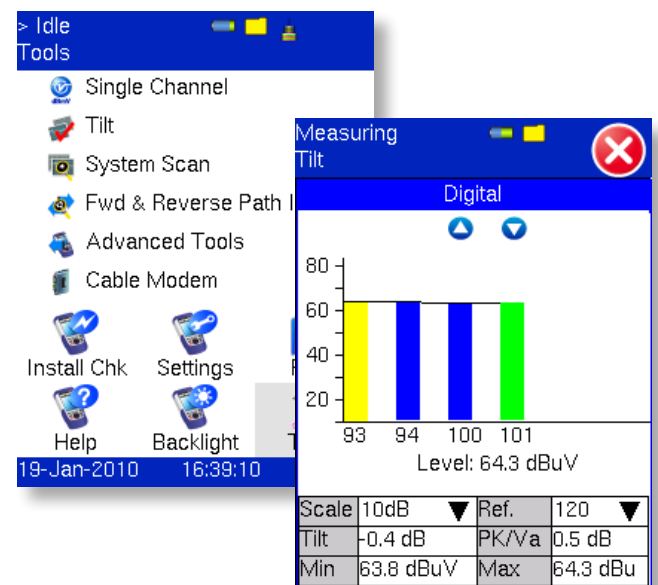 > Idle
Tools
Single Channel
Tilt
System Scan
Fwd & Reverse Path I
Advanced Tools
Cable Modem
Install Chk Settings
Help Backlight
19-Jan-2010 16:39:10
Measuring
Tilt
Digital
80
60
40
20
93 94 100 101
Level: 64.3 dBuV
Scale 10dB Ref. 120
Tilt -0.4 dB PK/Va 0.5 dB
Min 63.8 dBuV Max 64.3 dBu